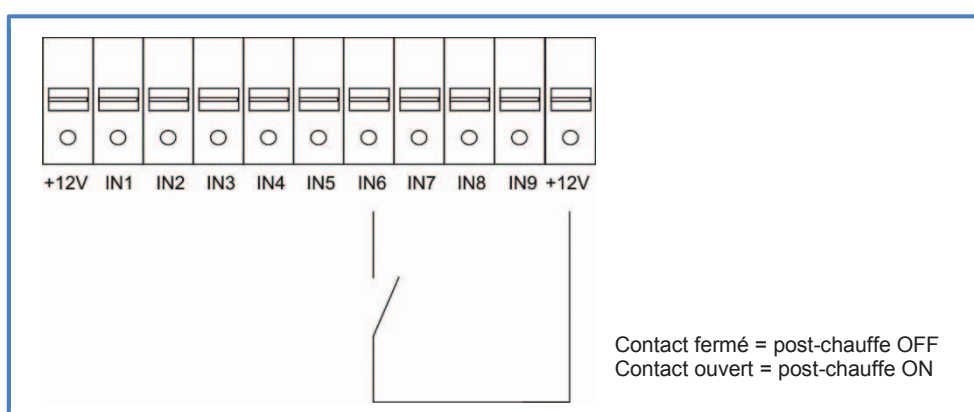 +12V IN1 IN2 IN3 IN4 IN5 IN6 IN7 IN8 IN9 +12V
Contact fermé = post-chauffe OFF
Contact ouvert = post-chauffe ON